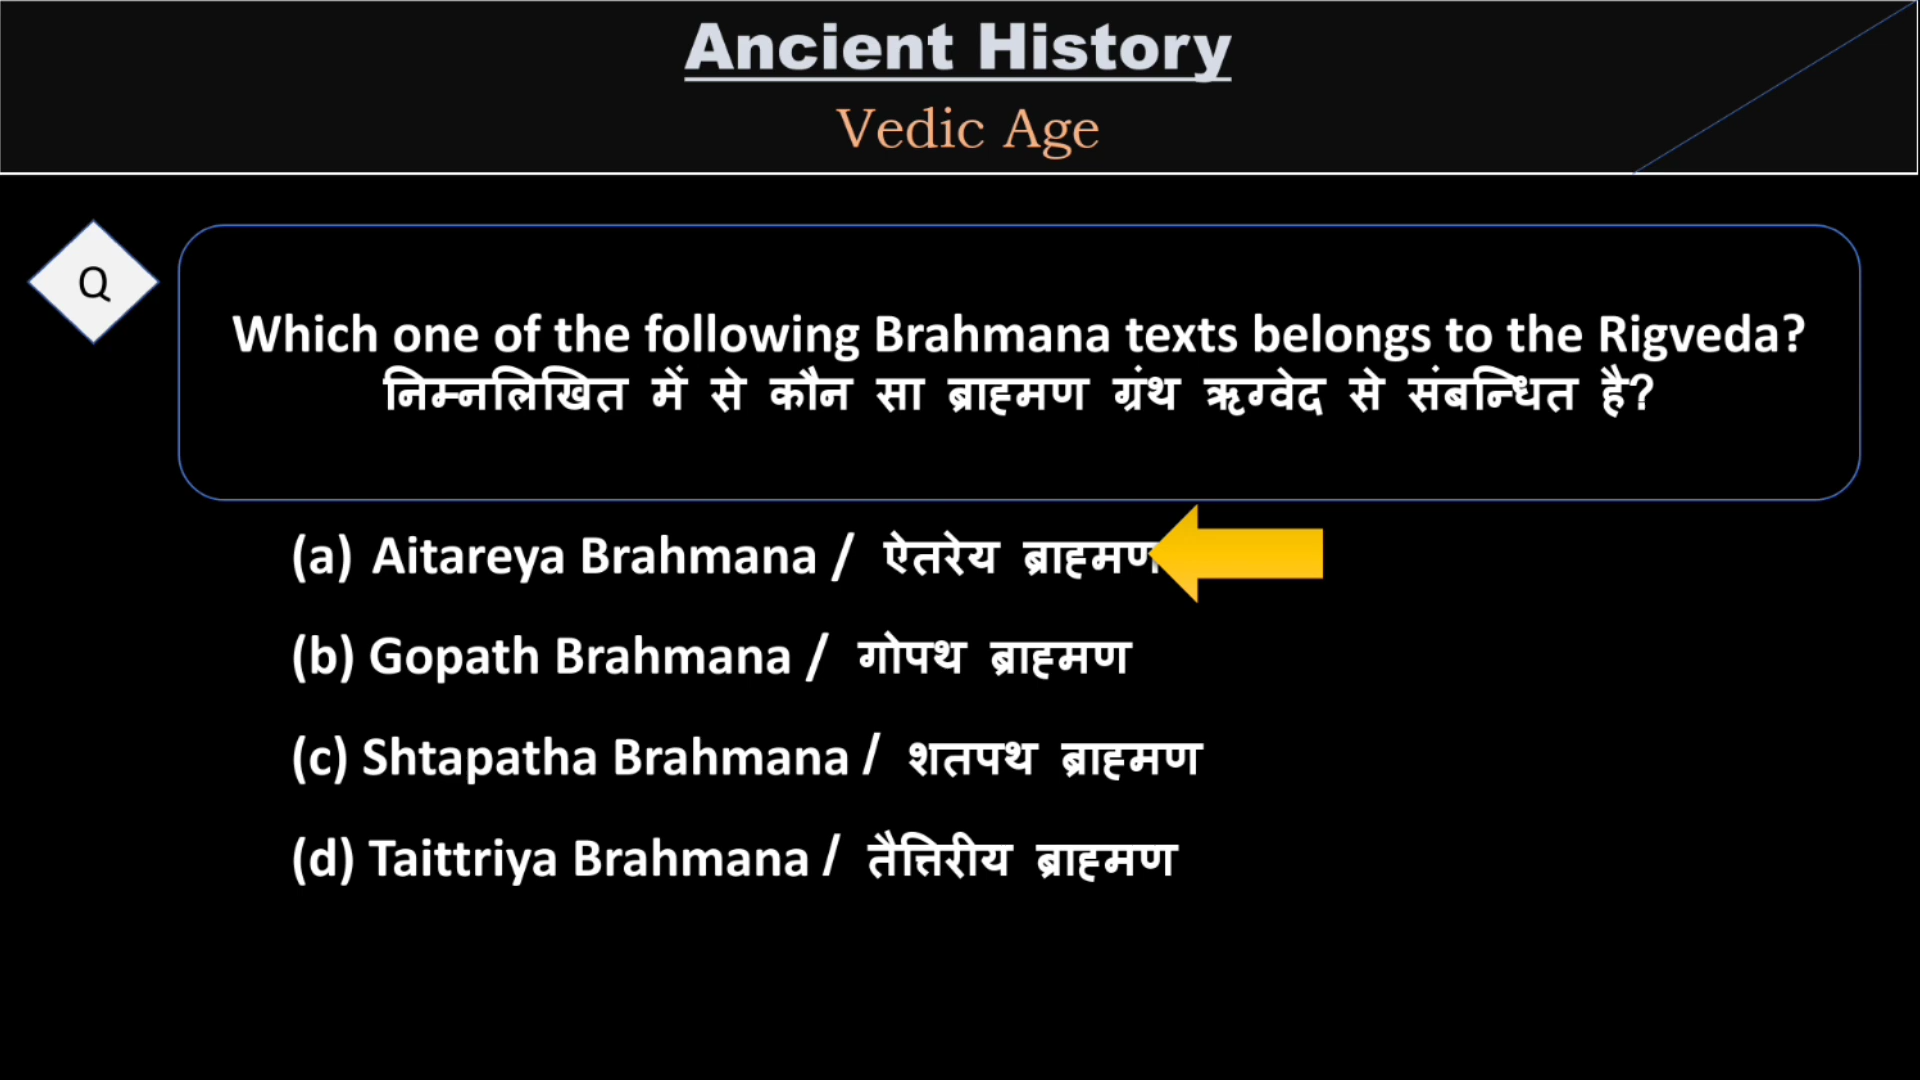 Ancient History
Vedic Age
Q
Which one of the following Brahmana texts belongs to the Rigveda?
निम्नलिखित में से कौन सा ब्राह्मण ग्रंथ ऋग्वेद से संबन्धित है?
(a) Aitareya Brahmana / ऐतरेय ब्राह्मण
(b) Gopath Brahmana / गोपथ ब्राह्मण
(c) Shtapatha Brahmana / शतपथ ब्राह्मण
(d) Taittriya Brahmana / तैत्तिरीय ब्राह्मण